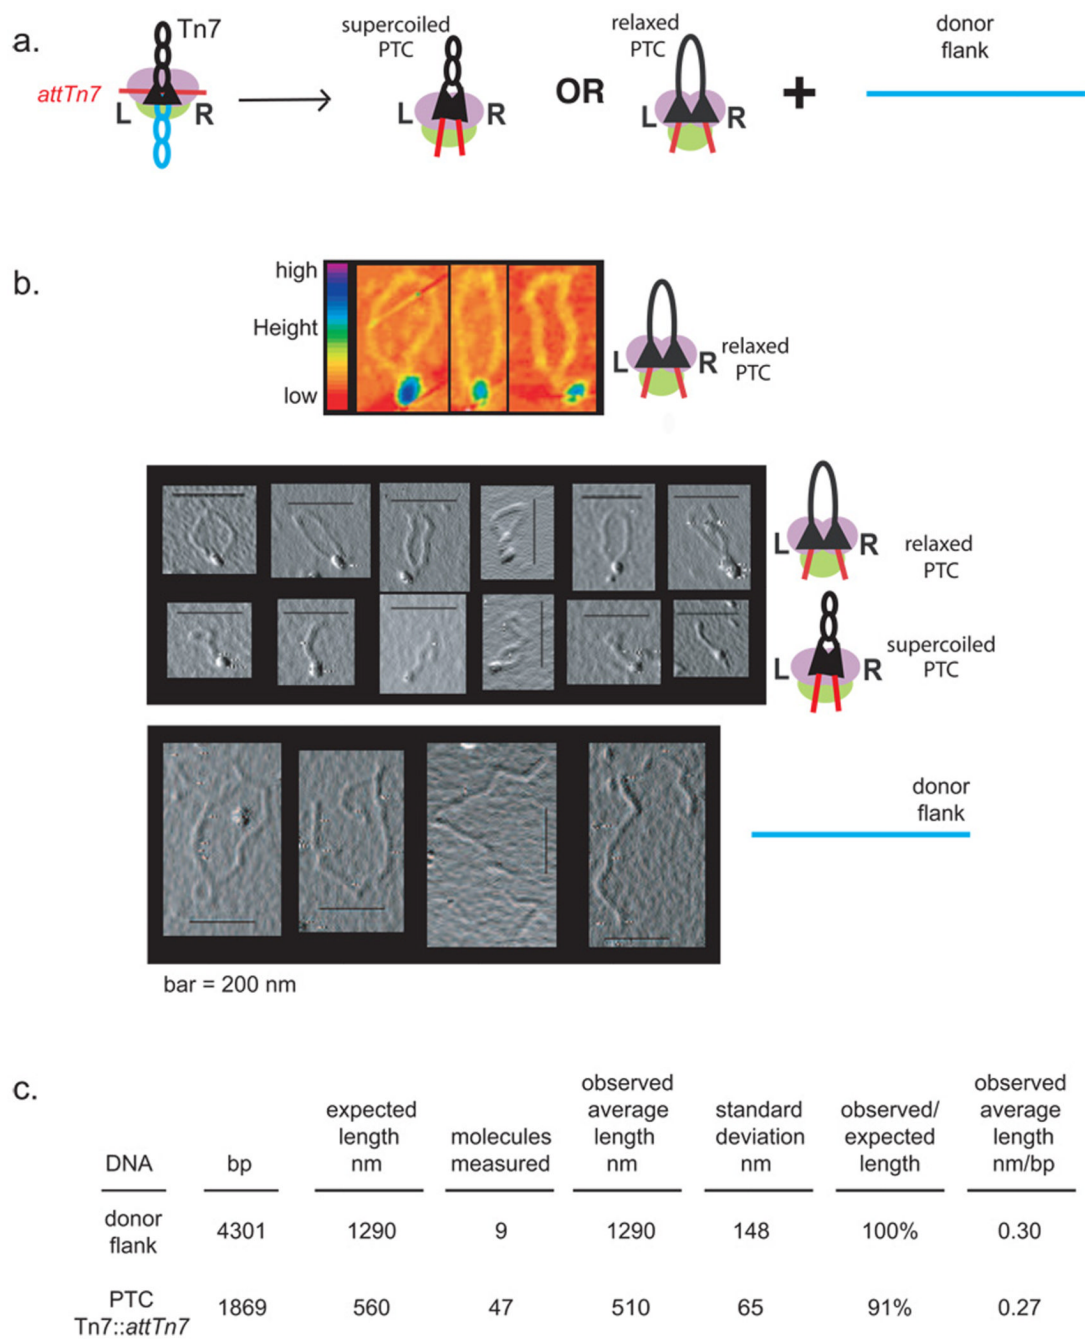 a.
Tn7
attTn7
L
R
supercoiled
PTC
L
R
OR
relaxed
PTC
L
R
+
donor
flank
b.
high
Height
low
L
R
relaxed
PTC
L
R
relaxed
PTC
L
R
supercoiled
PTC
donor
flank
bar = 200 nm
c.
DNA
bp
expected
length
nm
molecules
measured
observed
average
length
nm
standard
deviation
nm
observed/
expected
length
observed
average
length
nm/bp
donor
flank
4301
1290
9
1290
148
100%
0.30
PTC
Tn7::attTn7
1869
560
47
510
65
91%
0.27